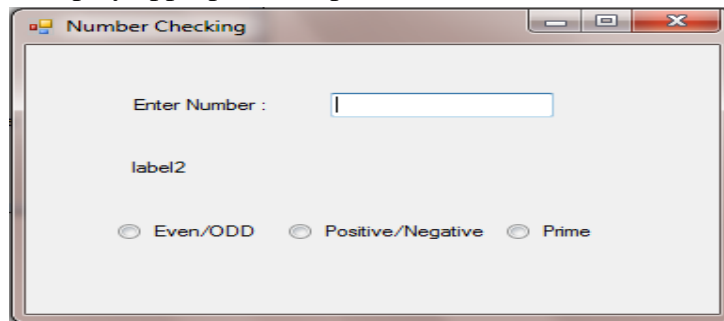 Number Checking
Enter Number :
label2
Even/ODD Positive/Negative Prime